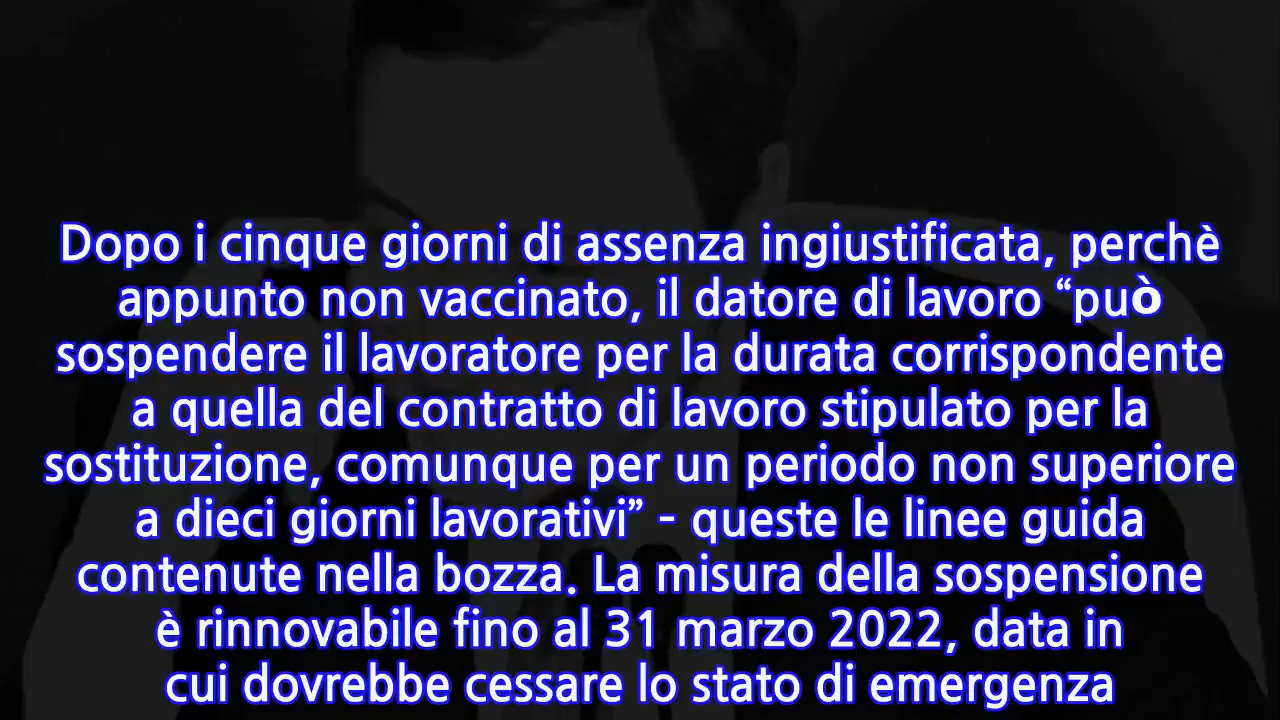 Dopo i cinque giorni di assenza ingiustificata, perchè
appunto non vaccinato, il datore di lavoro “può
sospendere il lavoratore per la durata corrispondente
a quella del contratto di lavoro stipulato per la
sostituzione, comunque per un periodo non superiore
a dieci giorni lavorativi” - queste le linee guida
contenute nella bozza. La misura della sospensione
è rinnovabile fino al 31 marzo 2022, data in
cui dovrebbe cessare lo stato di emergenza